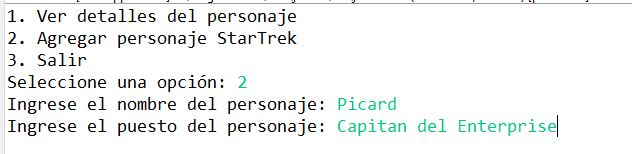 1. Ver detalles del personaje
2. Agregar personaje StarTrek
3. Salir
Seleccione una opción: 2
Ingrese el nombre del personaje: Picard
Ingrese el puesto del personaje: Capitan del Enterprise